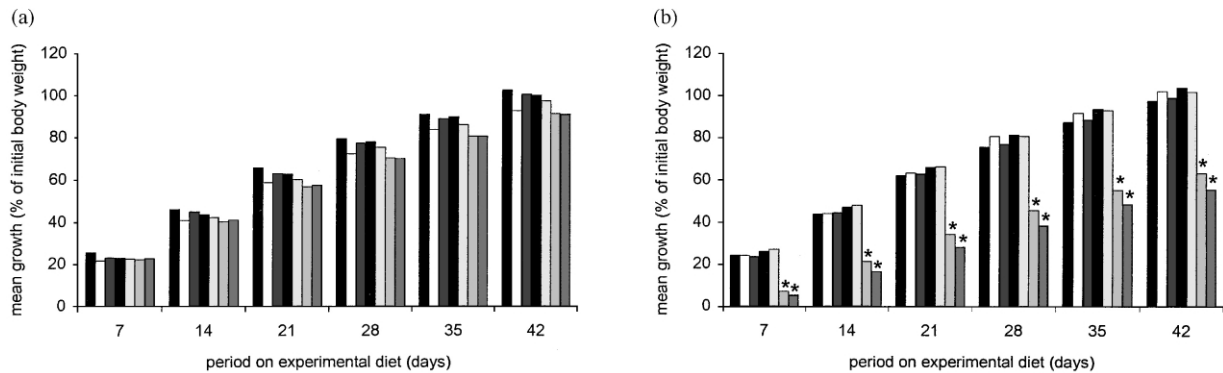 (a)
mean growth (% of initial body weight)
120
100
80
60
40
20
0
7 14 21 28 35 42
period on experimental diet (days)
(b)
mean growth (% of initial body weight)
120
100
80
60
40
20
0
* *
* *
* *
* *
* *
* *
7 14 21 28 35 42
period on experimental diet (days)